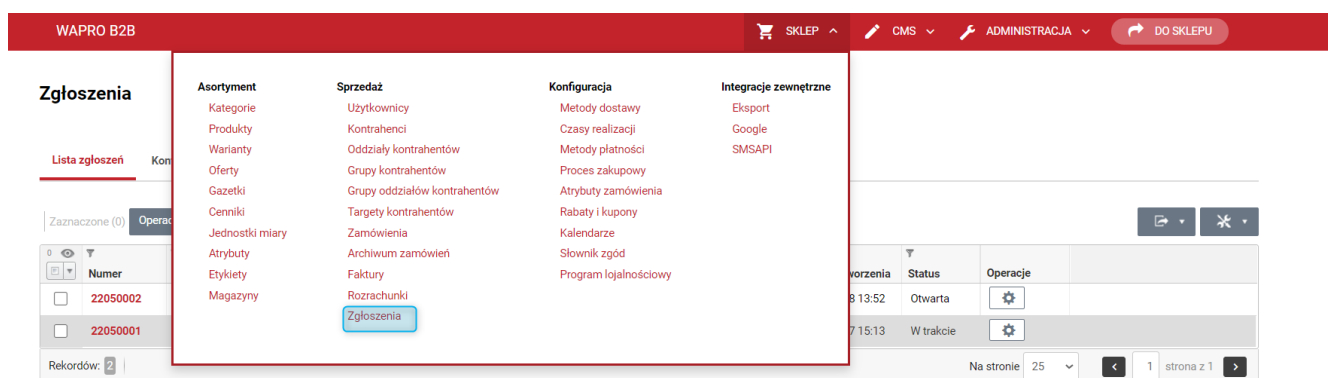 WAPRO B2B SKLEP CMS ADMINISTRACJA DO SKLEPU
Zgłoszenia
Lista zgłoszeń
Zaznaczone (0)
Asortyment
Kategorie
Produkty
Warianty
Oferty
Gazetki
Cenniki
Jednostki miary
Atrybuty
Etykiety
Magazyny
Sprzedaż
Użytkownicy
Kontrahenci
Oddziały kontrahentów
Grupy kontrahentów
Grupy oddziałów kontrahentów
Targety kontrahentów
Zamówienia
Archiwum zamówień
Faktury
Rozrachunki
Zgłoszenia
Konfiguracja
Metody dostawy
Czasy realizacji
Metody płatności
Proces zakupowy
Atrybuty zamówienia
Rabaty i kupony
Kalendarze
Słownik zgód
Program lojalnościowy
Integracje zewnętrzne
Eksport
Google
SMSAPI
0
Numer Status Operacje
22050002 13:52 Otwarta
22050001 15:13 W trakcie
Rekordów: 2 Na stronie 25 1 strona z 1